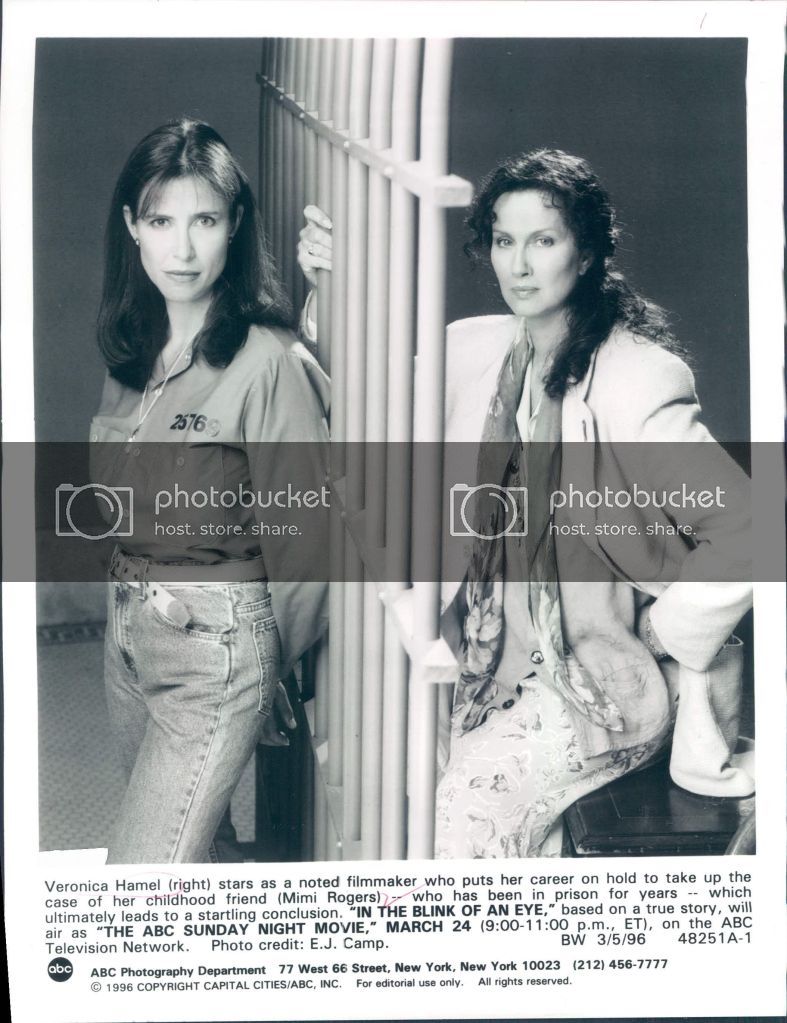 25769
photobucket photobucket
host. store. share. host. store. share.
Veronica Hamel (right) stars as a noted filmmaker who puts her career on hold to take up the
case of her childhood friend (Mimi Rogers) -- who has been in prison for years -- which
ultimately leads to a startling conclusion. "IN THE BLINK OF AN EYE," based on a true story, will
air as "THE ABC SUNDAY NIGHT MOVIE," MARCH 24 (9:00-11:00 p.m., ET), on the ABC
Television Network. Photo credit: E.J. Camp. BW 3/5/96 48251A-1
abc ABC Photography Department 77 West 66 Street, New York, New York 10023 (212) 456-7777
© 1996 COPYRIGHT CAPITAL CITIES/ABC, INC. For editorial use only. All rights reserved.